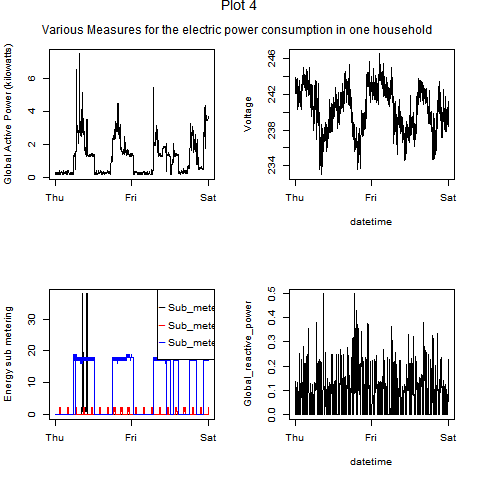 Plot 4
Various Measures for the electric power consumption in one household
Global Active Power (kilowatts)
0 2 4 6
Thu Fri Sat
Voltage
234 238 242 246
Thu Fri Sat
datetime
Energy sub metering
0 10 20 30
Sub_mete
Sub_mete
Sub_mete
Thu Fri Sat
Global_reactive_power
0.0 0.1 0.2 0.3 0.4 0.5
Thu Fri Sat
datetime